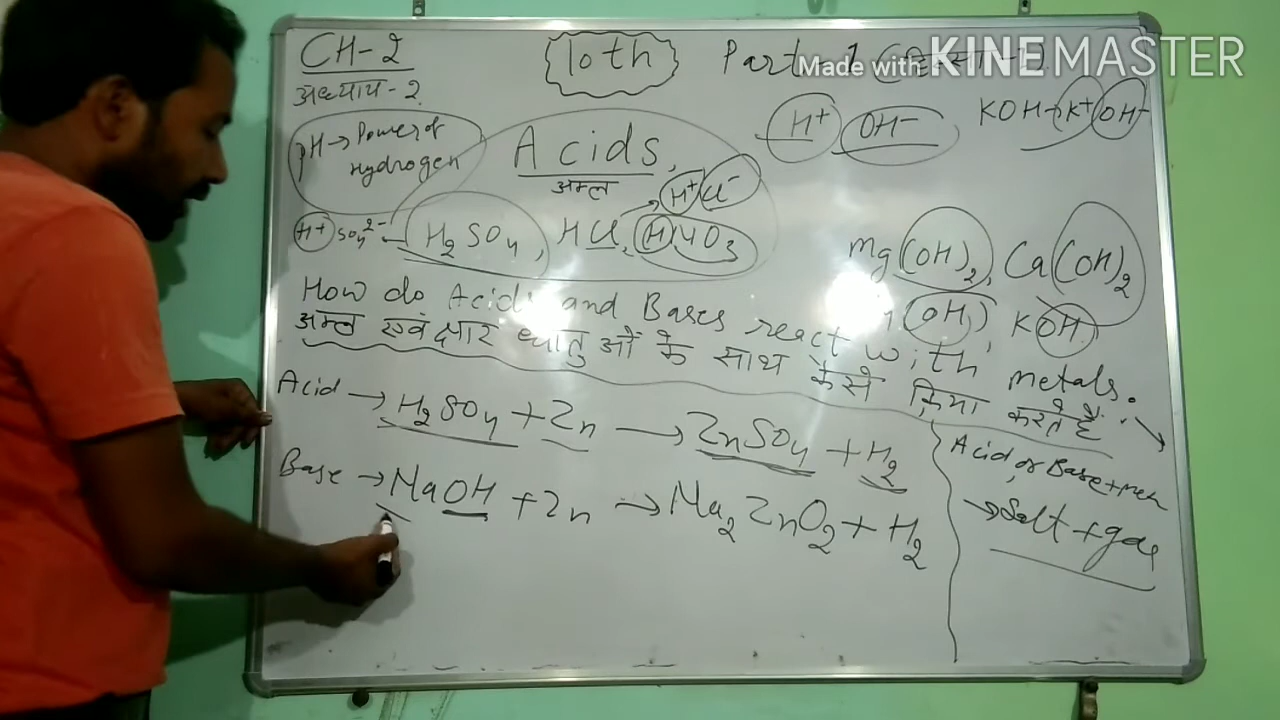 CH-2
अध्याय-2.
10th
Part-1
Made with KINEMASTER
pH→Power of
Hydrogen
Acids,
अम्ल
H⁺ OH⁻
KOH→K⁺ OH⁻
H⁺ Cl⁻
H⁺ SO₄²⁻
H₂SO₄, HCl,
Mg(OH)₂, Ca(OH)₂
(OH), KOH
How do Acids and Bases react with metals.
अम्ल एवं क्षार धातुओं के साथ कैसे क्रिया करते हैं
Acid → H₂SO₄ + Zn → ZnSO₄ + H₂
Base → NaOH + Zn → Na₂ZnO₂ + H₂
Acid or Base +
→ Salt + gas